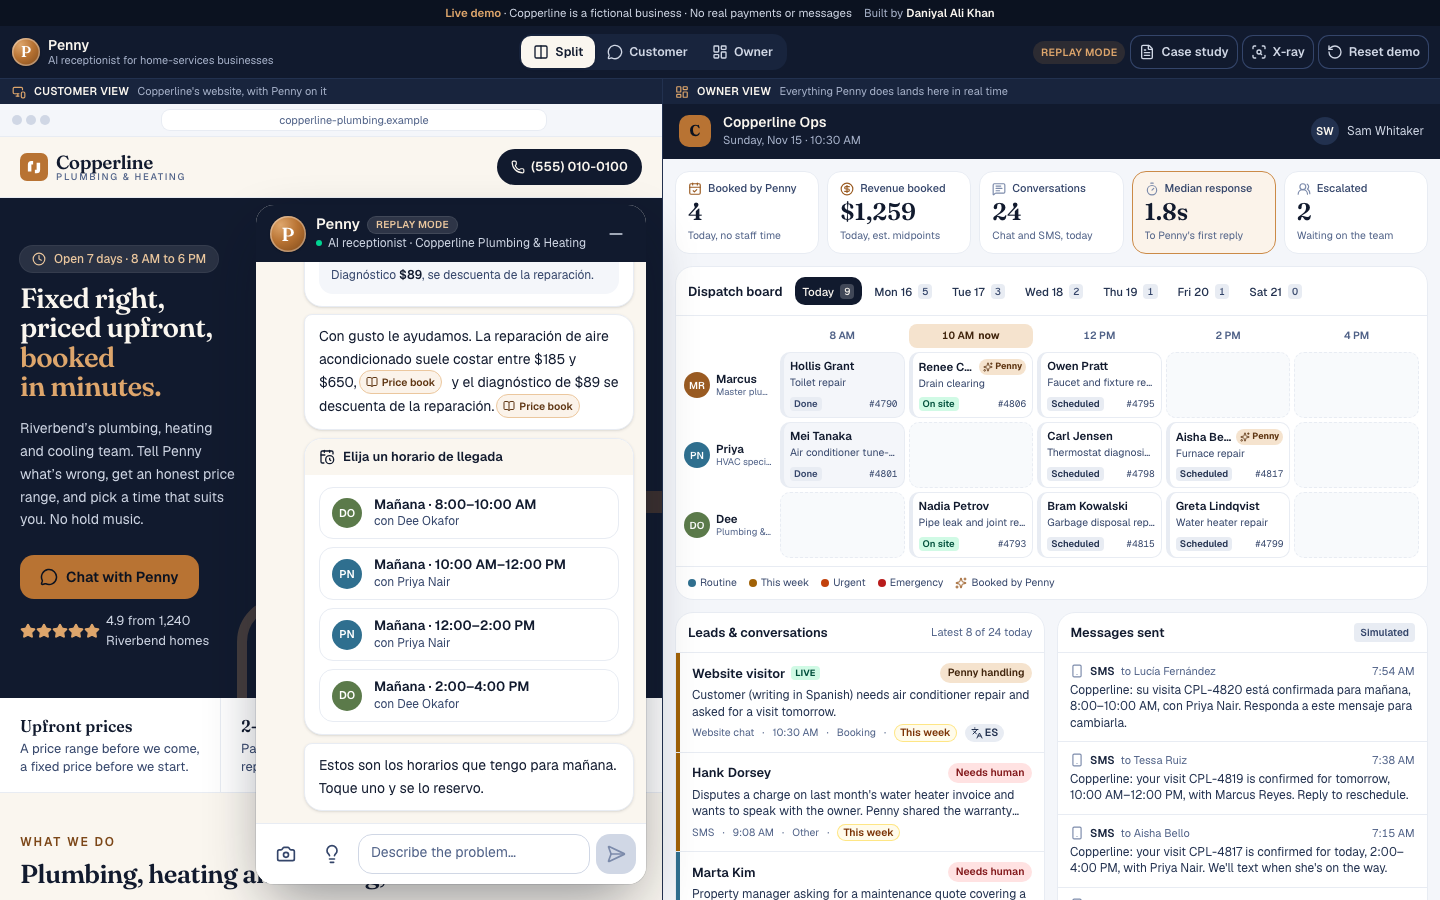 Live demo · Copperline is a fictional business · No real payments or messages Built by Daniyal Ali Khan
P
Penny
AI receptionist for home-services businesses
Split
Customer
Owner
REPLAY MODE
Case study
X-ray
Reset demo
CUSTOMER VIEW Copperline's website, with Penny on it
copperline-plumbing.example
Copperline
PLUMBING & HEATING
(555) 010-0100
Open 7 days · 8 AM to 6 PM
Fixed right,
priced upfront,
booked
in minutes.
Riverbend's plumbing, heating
and cooling team. Tell Penny
what's wrong, get an honest price
range, and pick a time that suits
you. No hold music.
Chat with Penny
4.9 from 1,240
Riverbend homes
Upfront prices
A price range before we come,
a fixed price before we start.
2-
Pa
rep
WHAT WE DO
Plumbing, heating a
P
Penny REPLAY MODE
AI receptionist · Copperline Plumbing & Heating
Diagnóstico $89, se descuenta de la reparación.
Con gusto le ayudamos. La reparación de aire
acondicionado suele costar entre $185 y
$650, Price book y el diagnóstico de $89 se
descuenta de la reparación. Price book
Elija un horario de llegada
DO
Mañana · 8:00–10:00 AM
con Dee Okafor
PN
Mañana · 10:00 AM–12:00 PM
con Priya Nair
PN
Mañana · 12:00–2:00 PM
con Priya Nair
DO
Mañana · 2:00–4:00 PM
con Dee Okafor
Estos son los horarios que tengo para mañana.
Toque uno y se lo reservo.
Describe the problem...
OWNER VIEW Everything Penny does lands here in real time
C
Copperline Ops
Sunday, Nov 15 · 10:30 AM
SW Sam Whitaker
Booked by Penny
4
Today, no staff time
Revenue booked
$1,259
Today, est. midpoints
Conversations
24
Chat and SMS, today
Median response
1.8s
To Penny's first reply
Escalated
2
Waiting on the team
Dispatch board
Today 9
Mon 16 5
Tue 17 3
Wed 18 2
Thu 19 1
Fri 20 1
Sat 21 0
8 AM
10 AM now
12 PM
2 PM
4 PM
MR
Marcus
Master plu...
Hollis Grant
Toilet repair
Done #4790
Renee C... Penny
Drain clearing
On site #4806
Owen Pratt
Faucet and fixture re...
Scheduled #4795
PN
Priya
HVAC speci...
Mei Tanaka
Air conditioner tune-...
Done #4801
Carl Jensen
Thermostat diagnosi...
Scheduled #4798
Aisha Be... Penny
Furnace repair
Scheduled #4817
DO
Dee
Plumbing &...
Nadia Petrov
Pipe leak and joint re...
On site #4793
Bram Kowalski
Garbage disposal rep...
Scheduled #4815
Greta Lindqvist
Water heater repair
Scheduled #4799
Routine
This week
Urgent
Emergency
Booked by Penny
Leads & conversations
Latest 8 of 24 today
Website visitor LIVE
Penny handling
Customer (writing in Spanish) needs air conditioner repair and
asked for a visit tomorrow.
Website chat · 10:30 AM · Booking · This week ES
Hank Dorsey
Needs human
Disputes a charge on last month's water heater invoice and
wants to speak with the owner. Penny shared the warranty...
SMS · 9:08 AM · Other · This week
Marta Kim
Needs human
Property manager asking for a maintenance quote covering a
Messages sent
Simulated
SMS to Lucía Fernández 7:54 AM
Copperline: su visita CPL-4820 está confirmada para mañana,
8:00–10:00 AM, con Priya Nair. Responda a este mensaje para
cambiarla.
SMS to Tessa Ruiz 7:38 AM
Copperline: your visit CPL-4819 is confirmed for tomorrow,
10:00 AM–12:00 PM, with Marcus Reyes. Reply to reschedule.
SMS to Aisha Bello 7:15 AM
Copperline: your visit CPL-4817 is confirmed for today, 2:00–
4:00 PM, with Priya Nair. We'll text when she's on the way.